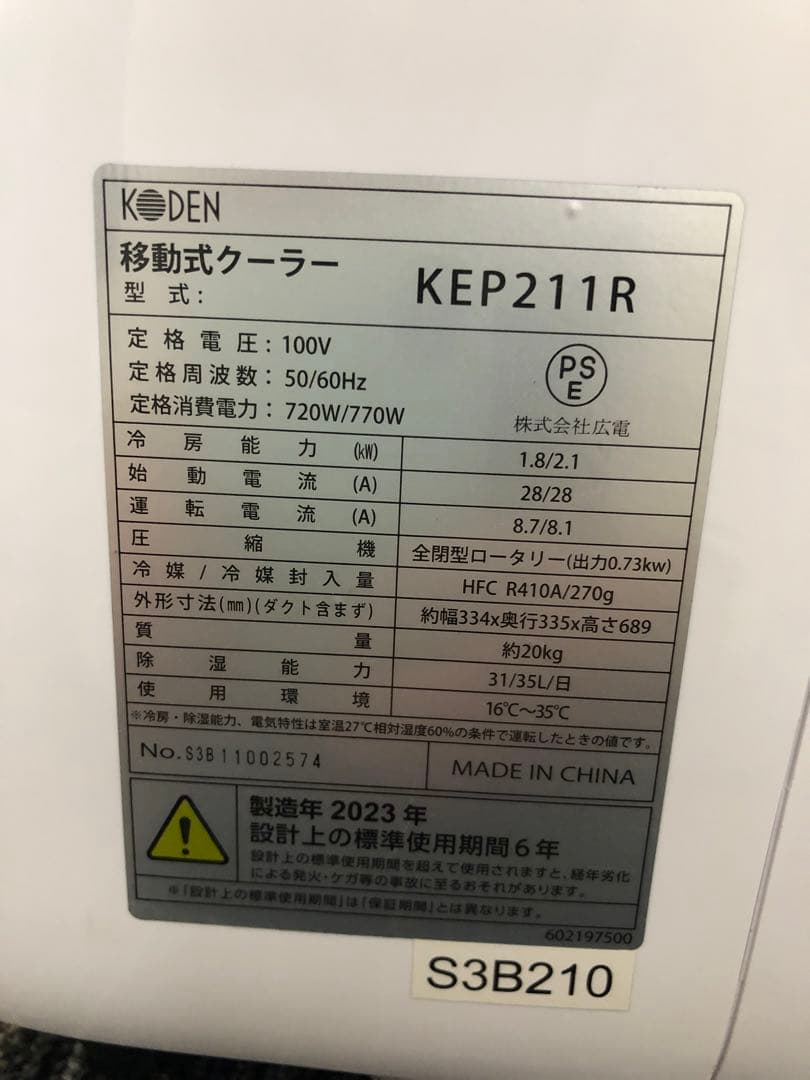 KODEN
移動式クーラー
型式: KEP211R
定格電圧: 100V
定格周波数: 50/60Hz
定格消費電力: 720W/770W
PS
E
株式会社広電
冷房能力(kW) 1.8/2.1
始動電流(A) 28/28
運転電流(A) 8.7/8.1
圧縮機 全閉型ロータリー(出力0.73kw)
冷媒/冷媒封入量 HFC R410A/270g
外形寸法(mm)(ダクト含まず) 約幅334x奥行335x高さ689
質量 約20kg
除湿能力 31/35L/日
使用環境 16℃～35℃
※冷房・除湿能力、電気特性は室温27℃相対湿度60%の条件で運転したときの値です。
No.S3B11002574 MADE IN CHINA
製造年 2023 年
設計上の標準使用期間 6 年
設計上の標準使用期間を超えて使用されますと、経年劣化
による発火・ケガ等の事故に至るおそれがあります。
※「設計上の標準使用期間」は「保証期間」とは異なります。
602197500
S3B210